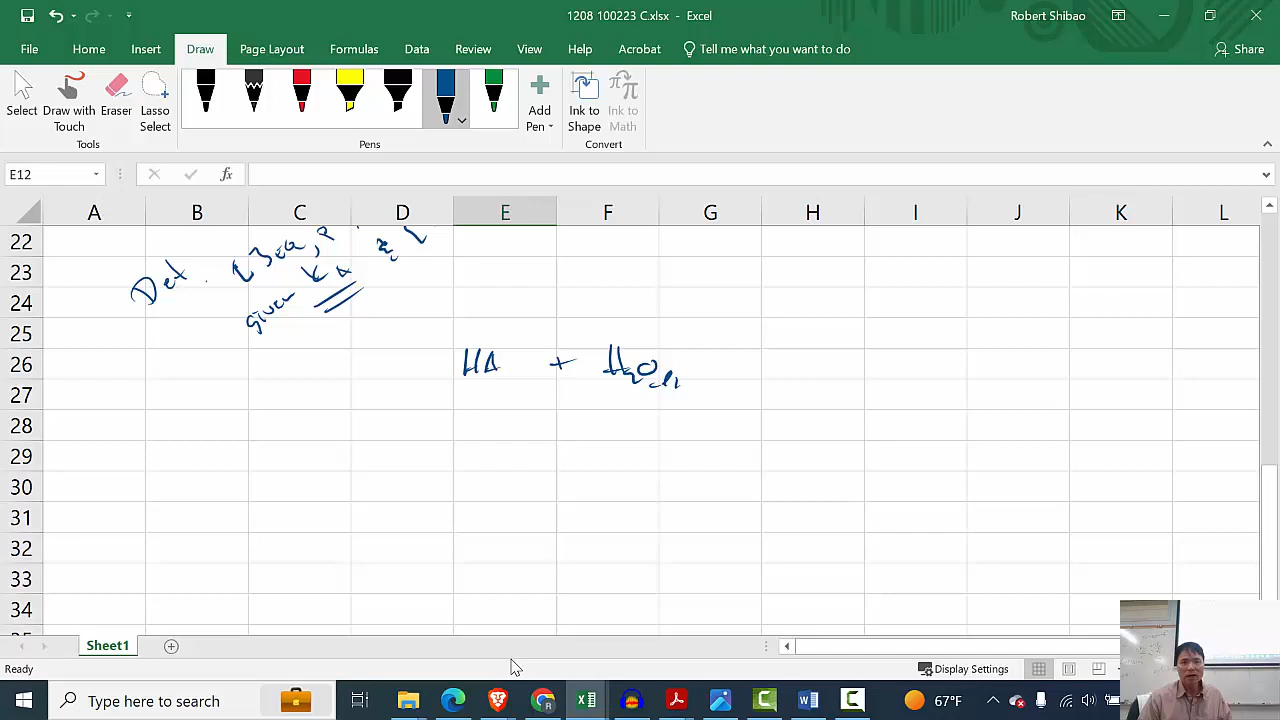 1208 100223 C.xlsx - Excel
Robert Shibao
File Home Insert Draw Page Layout Formulas Data Review View Help Acrobat Tell me what you want to do Share
Select Draw with Touch Eraser Lasso Select Add Pen Ink to Shape Ink to Math
Tools Pens Convert
E12 fx
A B C D E F G H I J K L
22
23
24
25
26
27
28
29
30
31
32
33
34
Det.
given K
HA + H₂O
Sheet1
Ready Display Settings
Type here to search 67°F